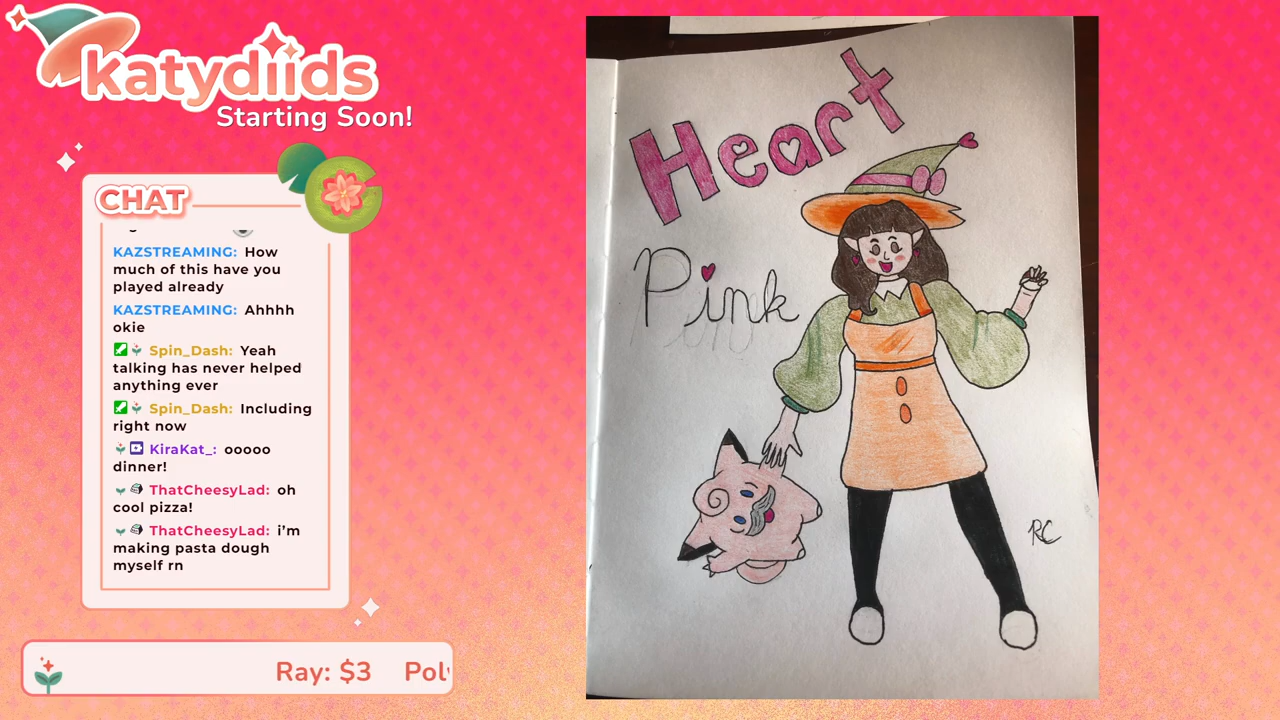 Katydiids
Starting Soon!
CHAT
KAZSTREAMING: How
much of this have you
played already
KAZSTREAMING: Ahhhh
okie
Spin_Dash: Yeah
talking has never helped
anything ever
Spin_Dash: Including
right now
KiraKat_: ooooo
dinner!
ThatCheesyLad: oh
cool pizza!
ThatCheesyLad: i'm
making pasta dough
myself rn
Ray: $3
Heart
Pink
RC